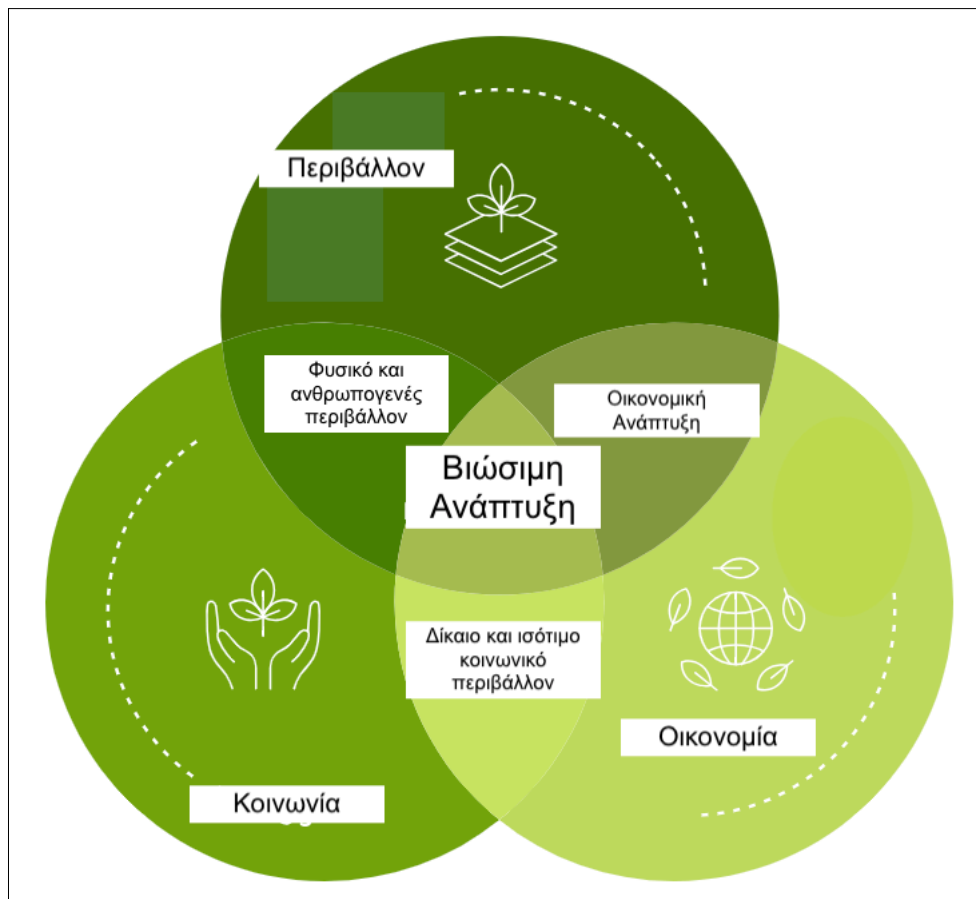 Περιβάλλον
Φυσικό και
ανθρωπογενές
περιβάλλον
Οικονομική
Ανάπτυξη
Βιώσιμη
Ανάπτυξη
Δίκαιο και ισότιμο
κοινωνικό
περιβάλλον
Οικονομία
Κοινωνία